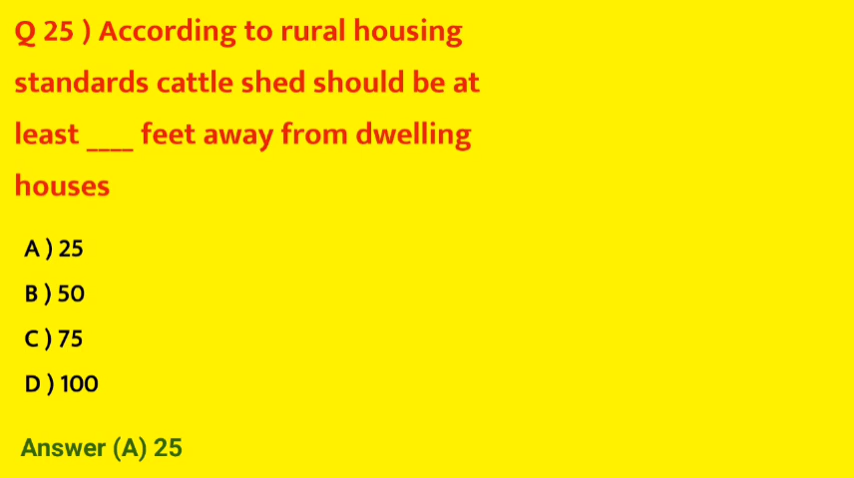 Q 25 ) According to rural housing
standards cattle shed should be at
least ____ feet away from dwelling
houses
A ) 25
B ) 50
C ) 75
D ) 100
Answer (A) 25